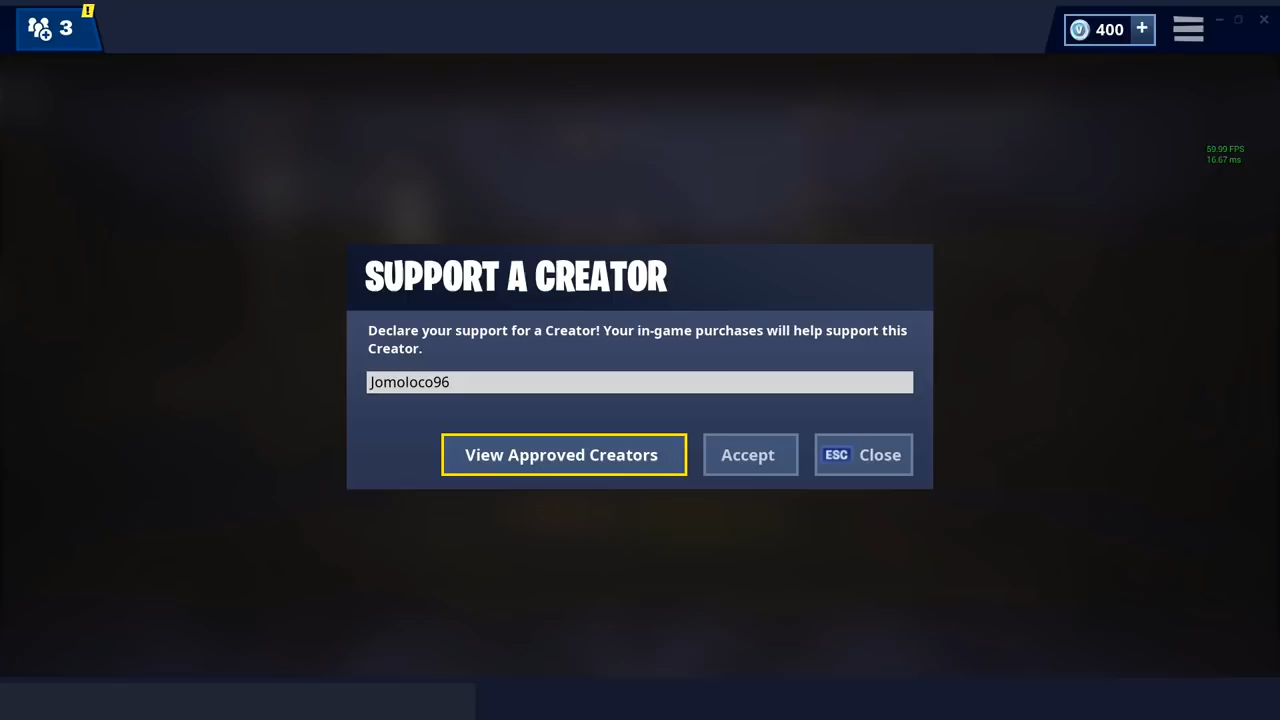 3
!
400 +
59.99 FPS
16.67 ms
SUPPORT A CREATOR
Declare your support for a Creator! Your in-game purchases will help support this
Creator.
Jomoloco96
View Approved Creators
Accept
ESC Close